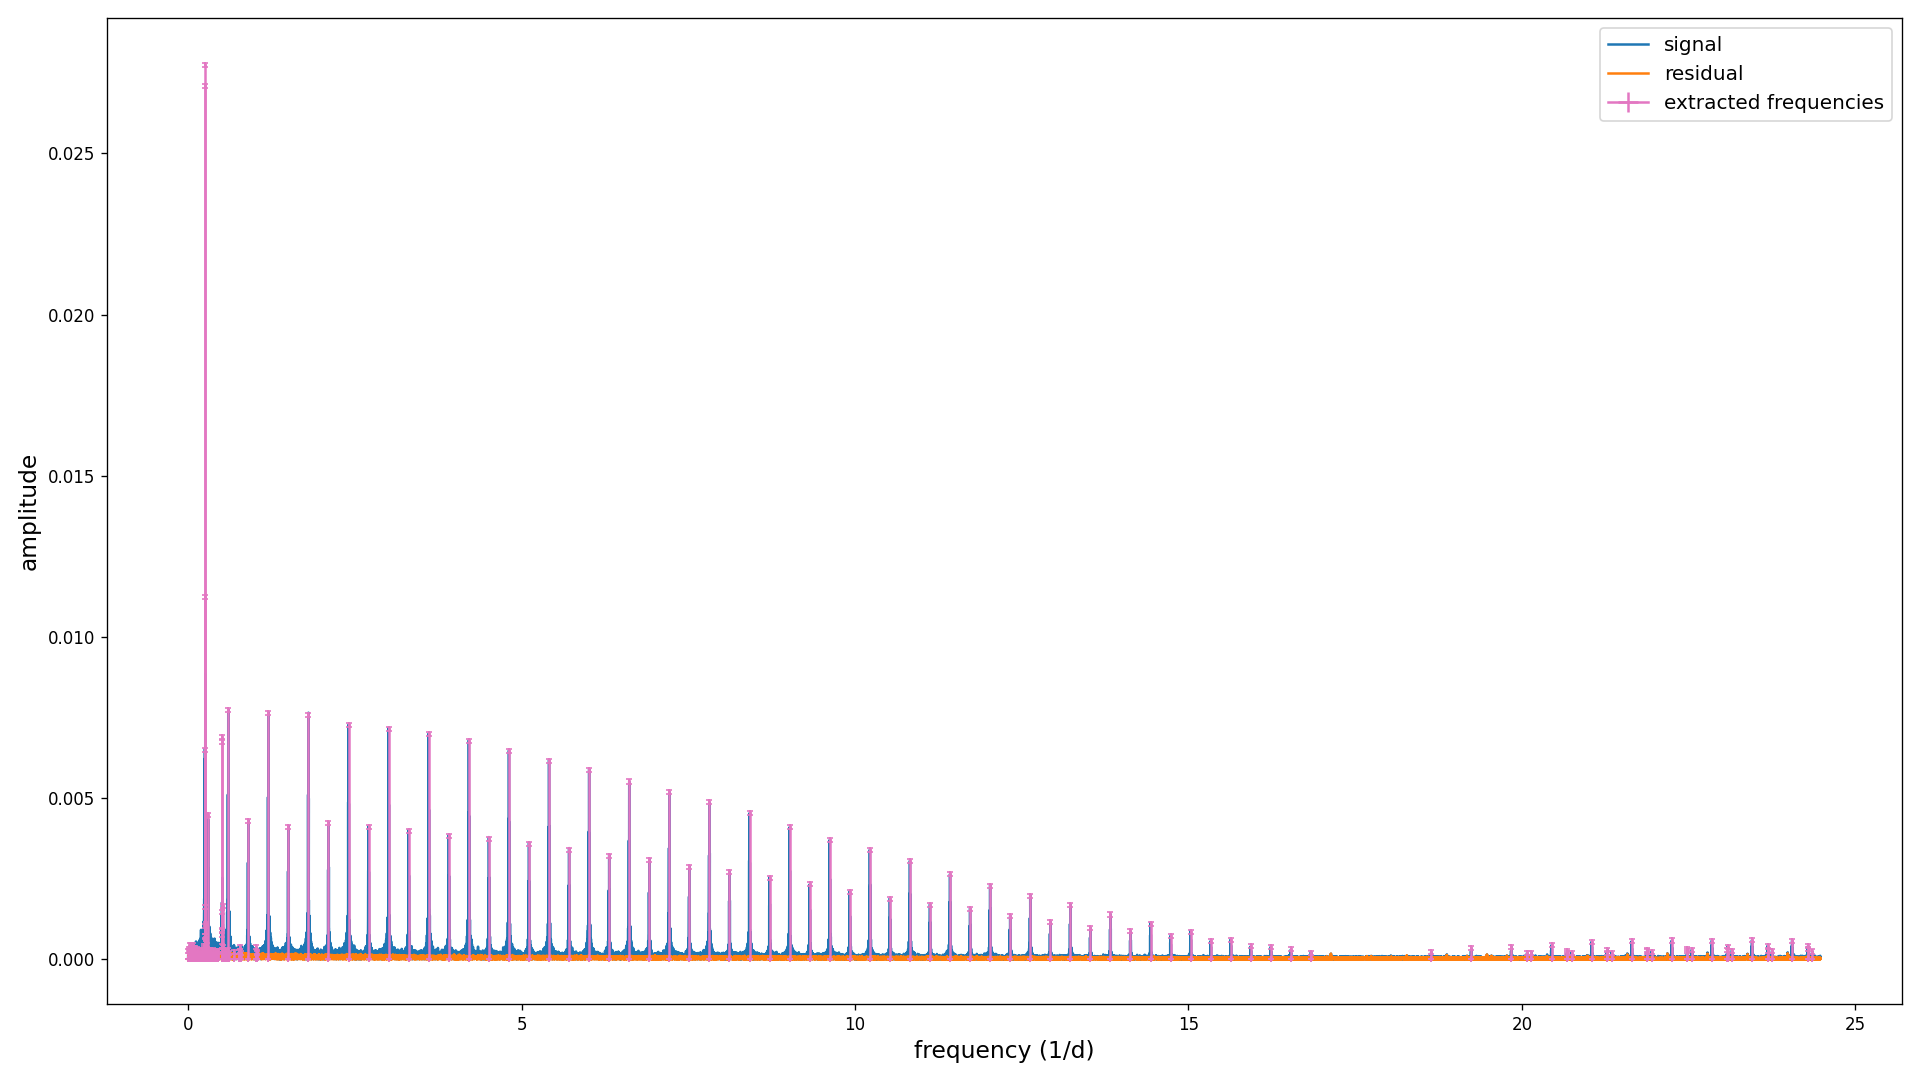 signal
residual
extracted frequencies
0.025
0.020
0.015
0.010
0.005
0.000
amplitude
0 5 10 15 20 25
frequency (1/d)